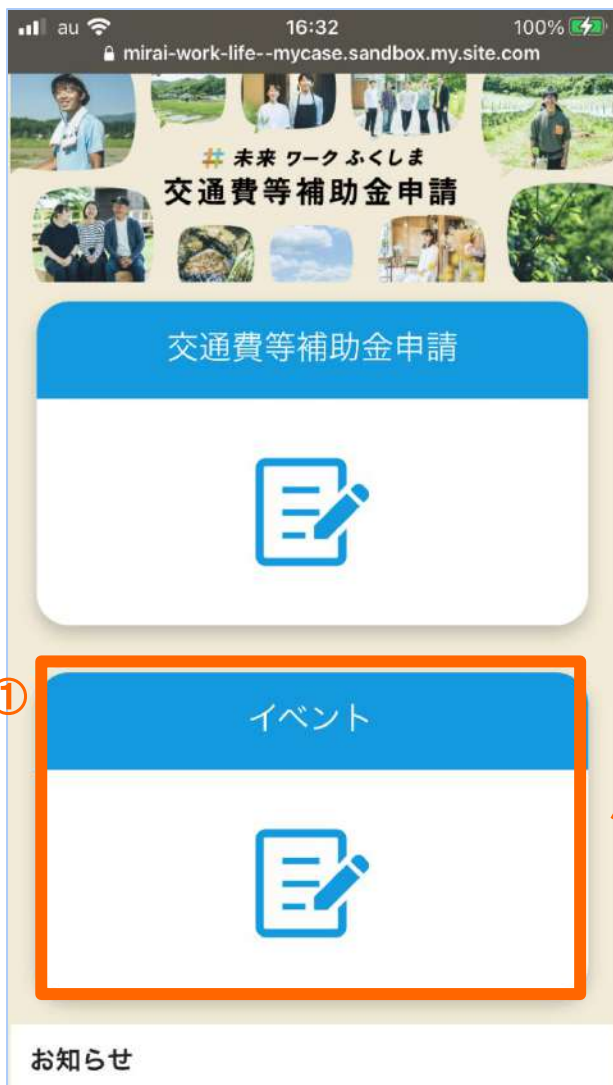 au 16:32 100%
mirai-work-life--mycase.sandbox.my.site.com
# 未来 ワーク ふくしま
交通費等補助金申請
交通費等補助金申請
①
イベント
お知らせ